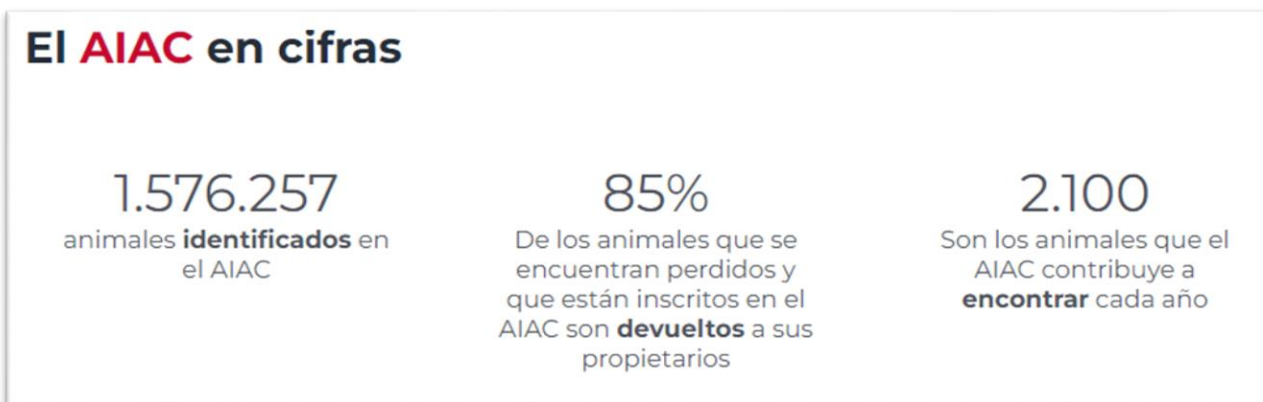 El AIAC en cifras
1.576.257
animales identificados en
el AIAC
85%
De los animales que se
encuentran perdidos y
que están inscritos en el
AIAC son devueltos a sus
propietarios
2.100
Son los animales que el
AIAC contribuye a
encontrar cada año